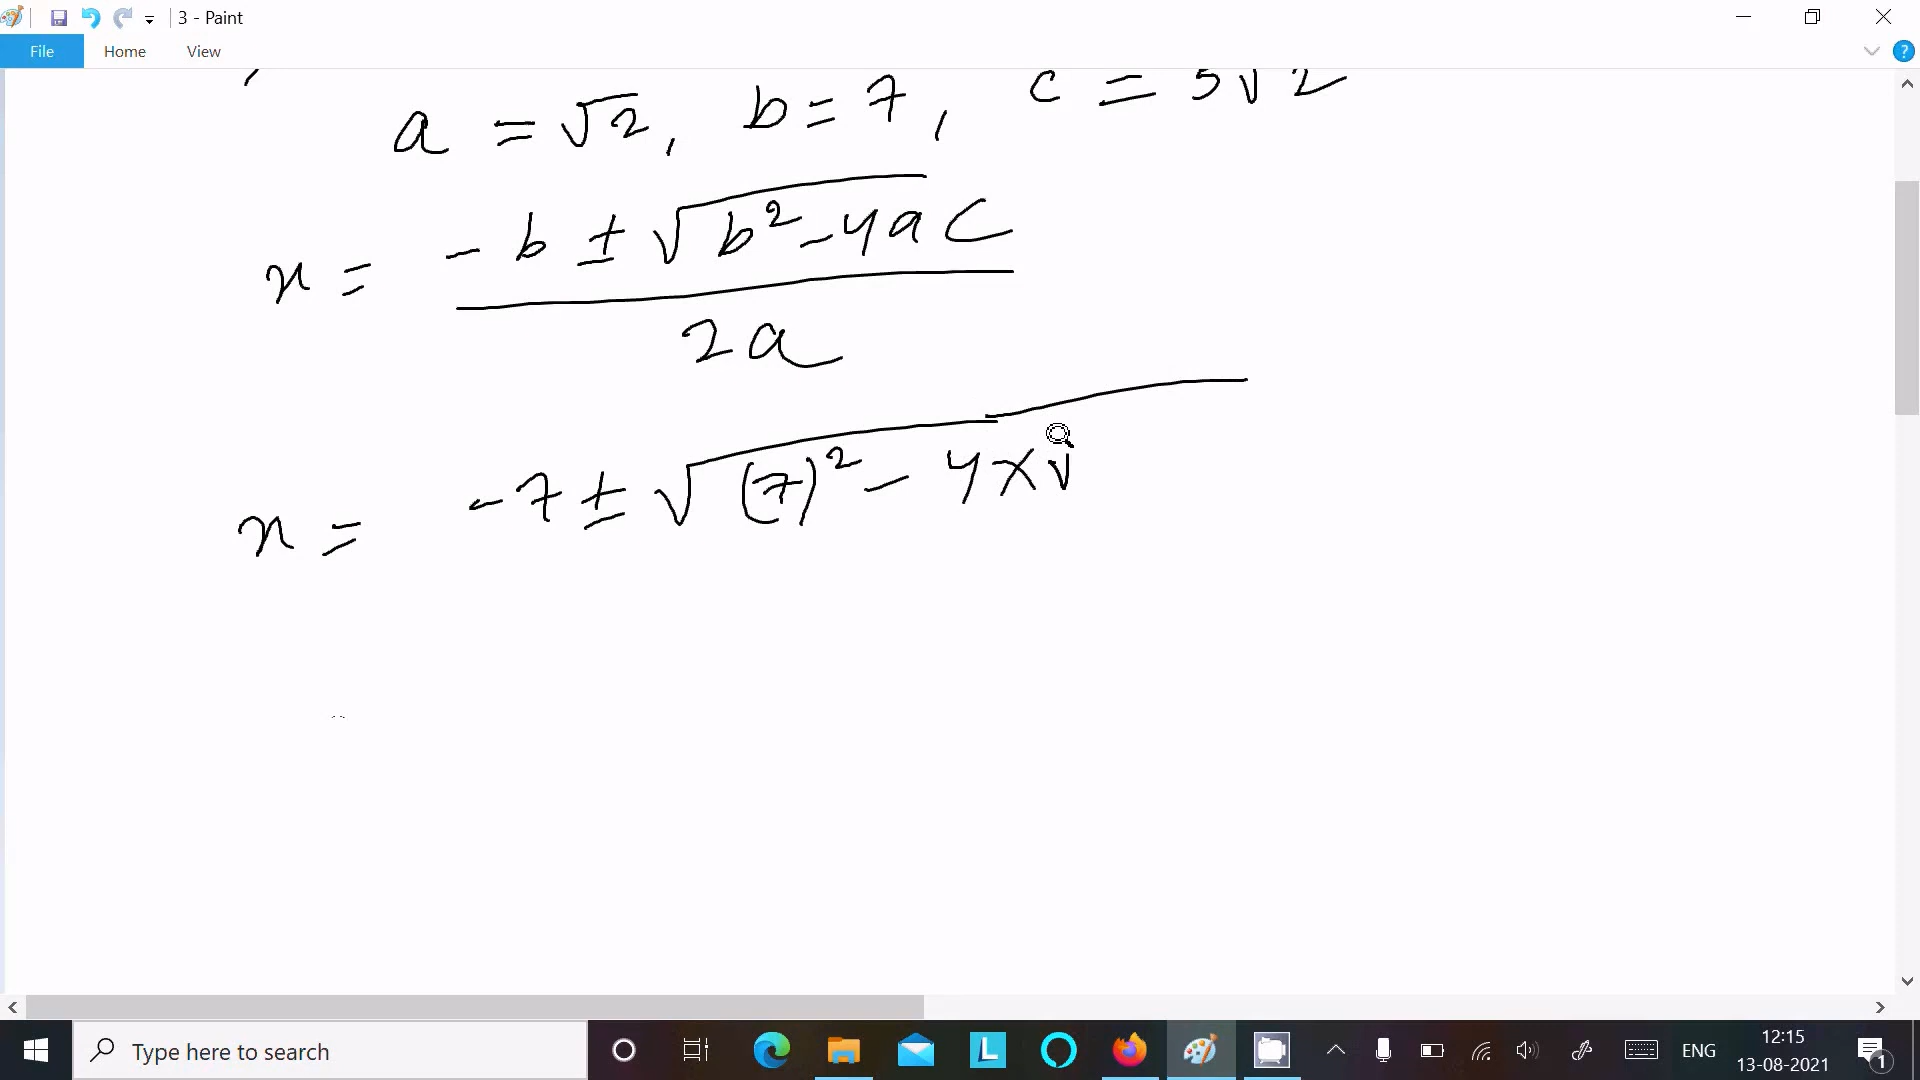 3 - Paint
File Home View
a = √2, b = 7, c = 5√2
x = -b ± √b² - 4ac
2a
x = -7 ± √(7)² - 4 × √
Type here to search
ENG
12:15
13-08-2021
1